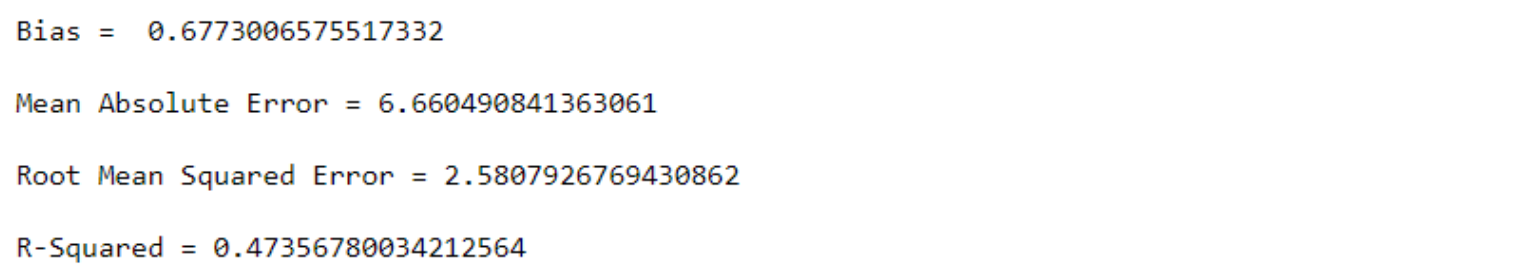 Bias =  0.6773006575517332
Mean Absolute Error = 6.660490841363061
Root Mean Squared Error = 2.5807926769430862
R-Squared = 0.47356780034212564